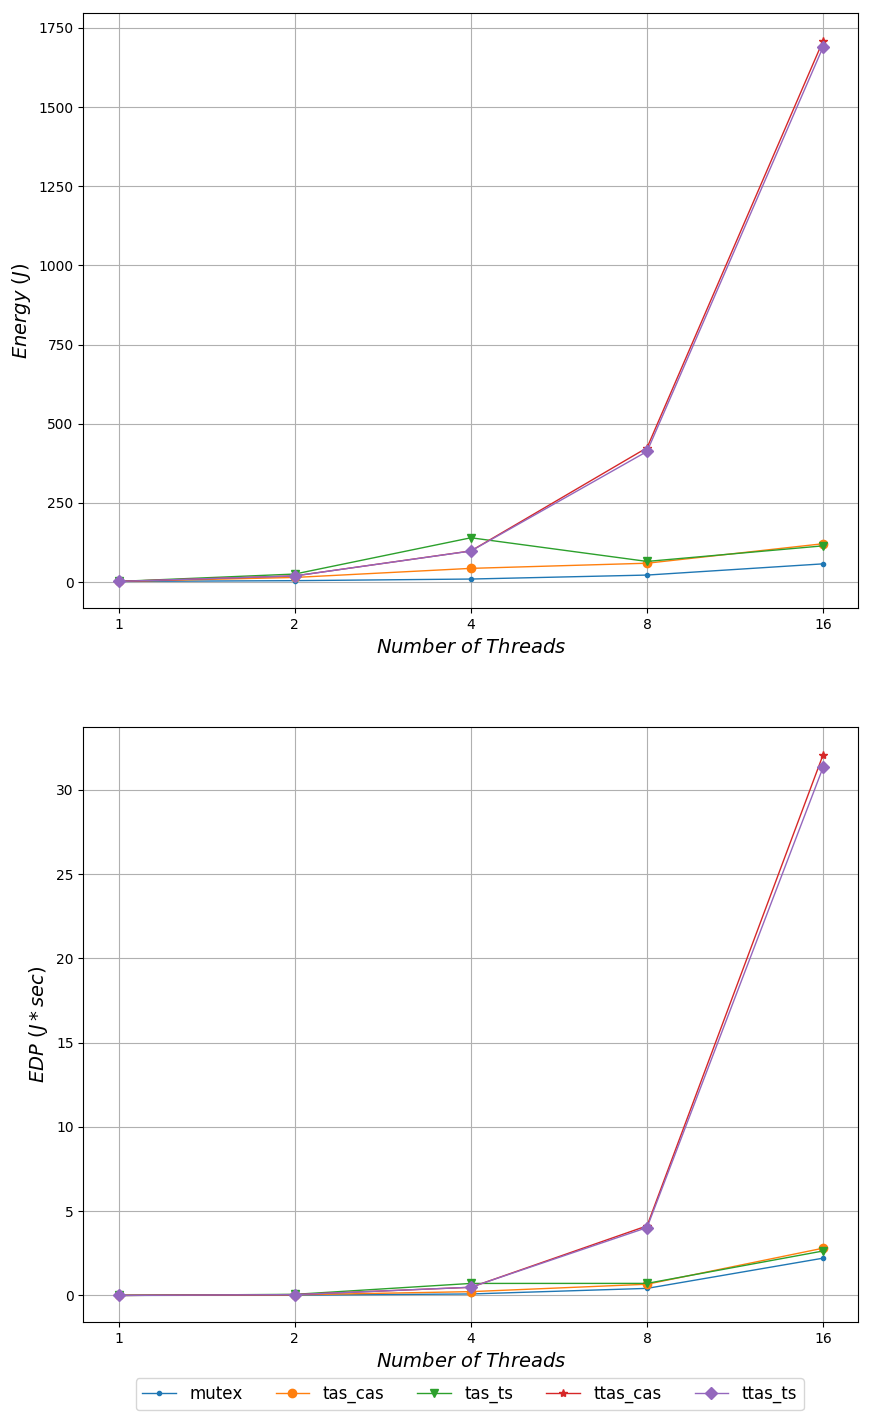 1750
1500
1250
1000
750
500
250
0
Energy (J)
1 2 4 8 16
Number of Threads
30
25
20
15
10
5
0
EDP (J * sec)
1 2 4 8 16
Number of Threads
mutex tas_cas tas_ts ttas_cas ttas_ts